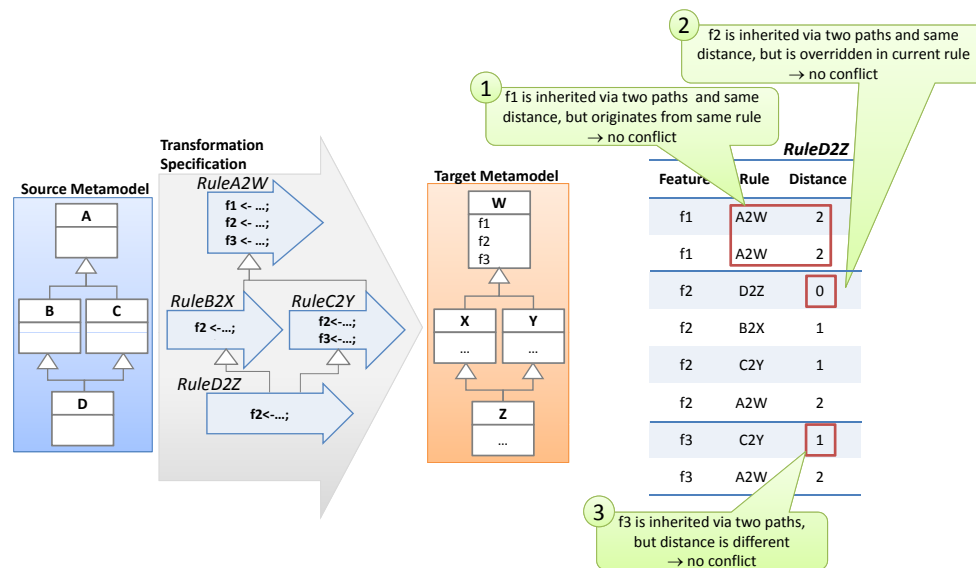 2
f2 is inherited via two paths and same
distance, but is overridden in current rule
→ no conflict
1
f1 is inherited via two paths and same
distance, but originates from same rule
→ no conflict
Transformation
Specification
Source Metamodel
A
B
C
D
RuleA2W
f1 <- ...;
f2 <- ...;
f3 <- ...;
RuleB2X
f2 <-...;
RuleC2Y
f2<-...;
f3<-...;
RuleD2Z
f2<-...;
Target Metamodel
W
f1
f2
f3
X
...
Y
...
Z
...
RuleD2Z
Feature Rule Distance
f1 A2W 2
f1 A2W 2
f2 D2Z 0
f2 B2X 1
f2 C2Y 1
f2 A2W 2
f3 C2Y 1
f3 A2W 2
3
f3 is inherited via two paths,
but distance is different
→ no conflict